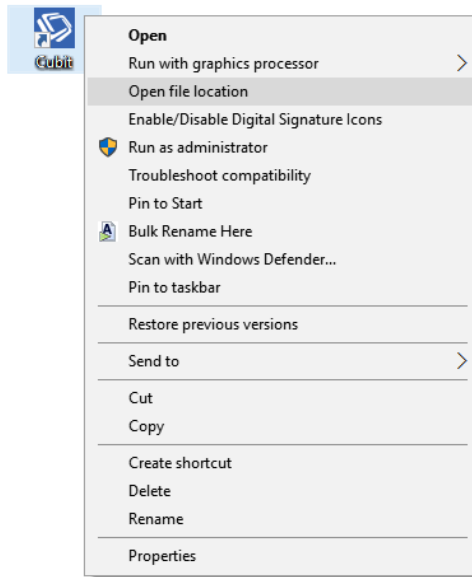 Cubit
Open
Run with graphics processor
Open file location
Enable/Disable Digital Signature Icons
Run as administrator
Troubleshoot compatibility
Pin to Start
Bulk Rename Here
Scan with Windows Defender...
Pin to taskbar
Restore previous versions
Send to
Cut
Copy
Create shortcut
Delete
Rename
Properties